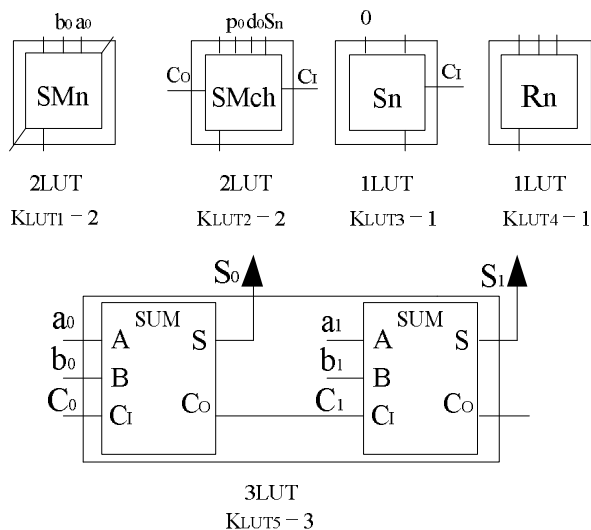 b0 a0
p0 d0 Sn
0
CO
CI
CI
SMn
SMch
Sn
Rn
2LUT
2LUT
1LUT
1LUT
KLUT1 – 2
KLUT2 – 2
KLUT3 – 1
KLUT4 – 1
S0
S1
SUM
SUM
a0
A
S
a1
A
S
b0
B
b1
B
C0
CI
CO
C1
CI
CO
3LUT
KLUT5 – 3